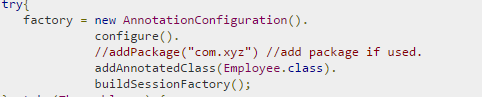 try{
factory = new AnnotationConfiguration().
configure().
//addPackage("com.xyz") //add package if used.
addAnnotatedClass(Employee.class).
buildSessionFactory();